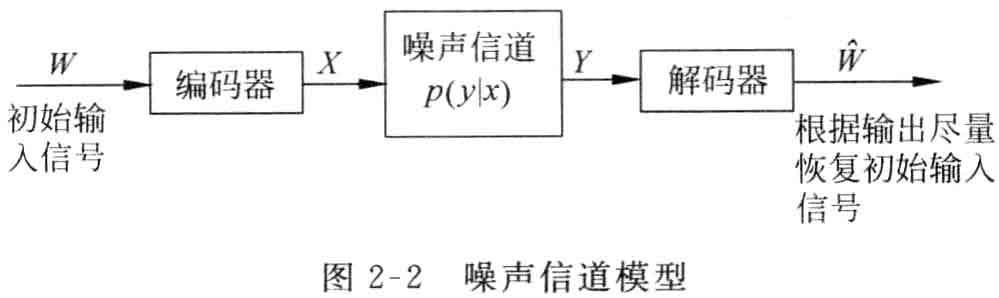 W
初始输
入信号
编码器
X
噪声信道
p(y|x)
Y
解码器
Ŵ
根据输出尽量
恢复初始输入
信号
图 2-2 噪声信道模型